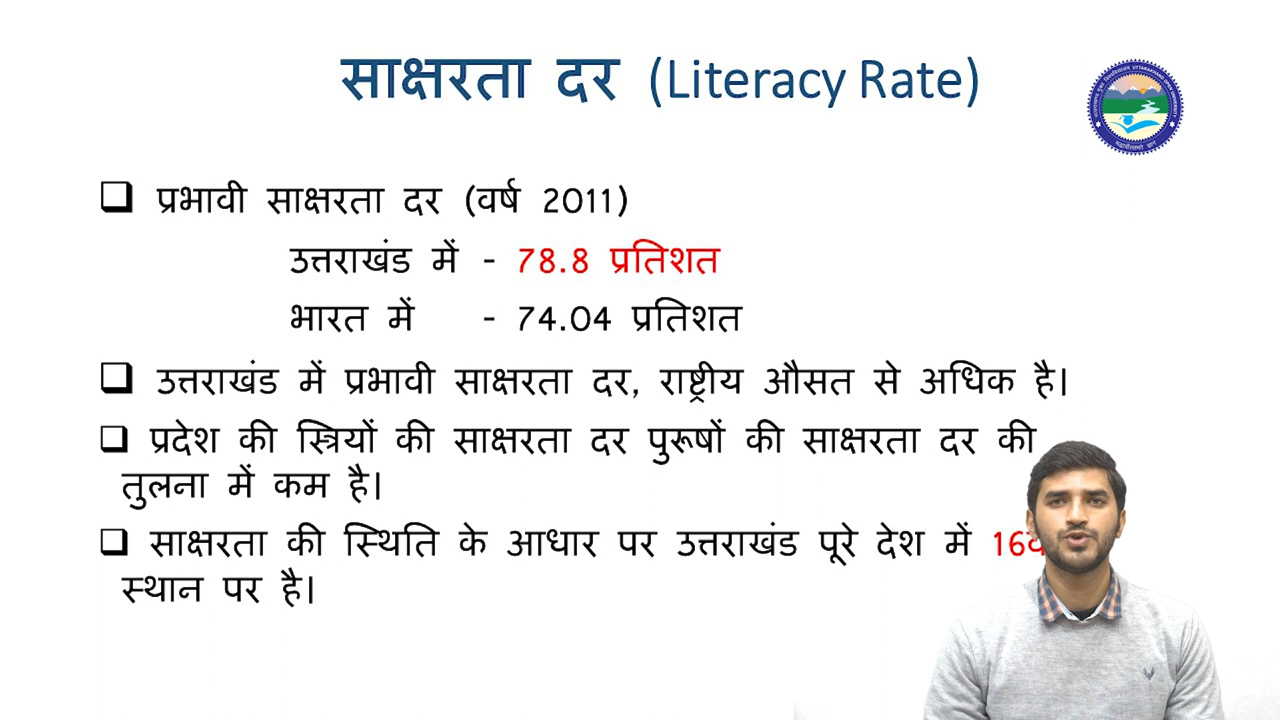 साक्षरता दर (Literacy Rate)
प्रभावी साक्षरता दर (वर्ष 2011)
उत्तराखंड में - 78.8 प्रतिशत
भारत में - 74.04 प्रतिशत
उत्तराखंड में प्रभावी साक्षरता दर, राष्ट्रीय औसत से अधिक है।
प्रदेश की स्त्रियों की साक्षरता दर पुरूषों की साक्षरता दर की
तुलना में कम है।
साक्षरता की स्थिति के आधार पर उत्तराखंड पूरे देश में
स्थान पर है।